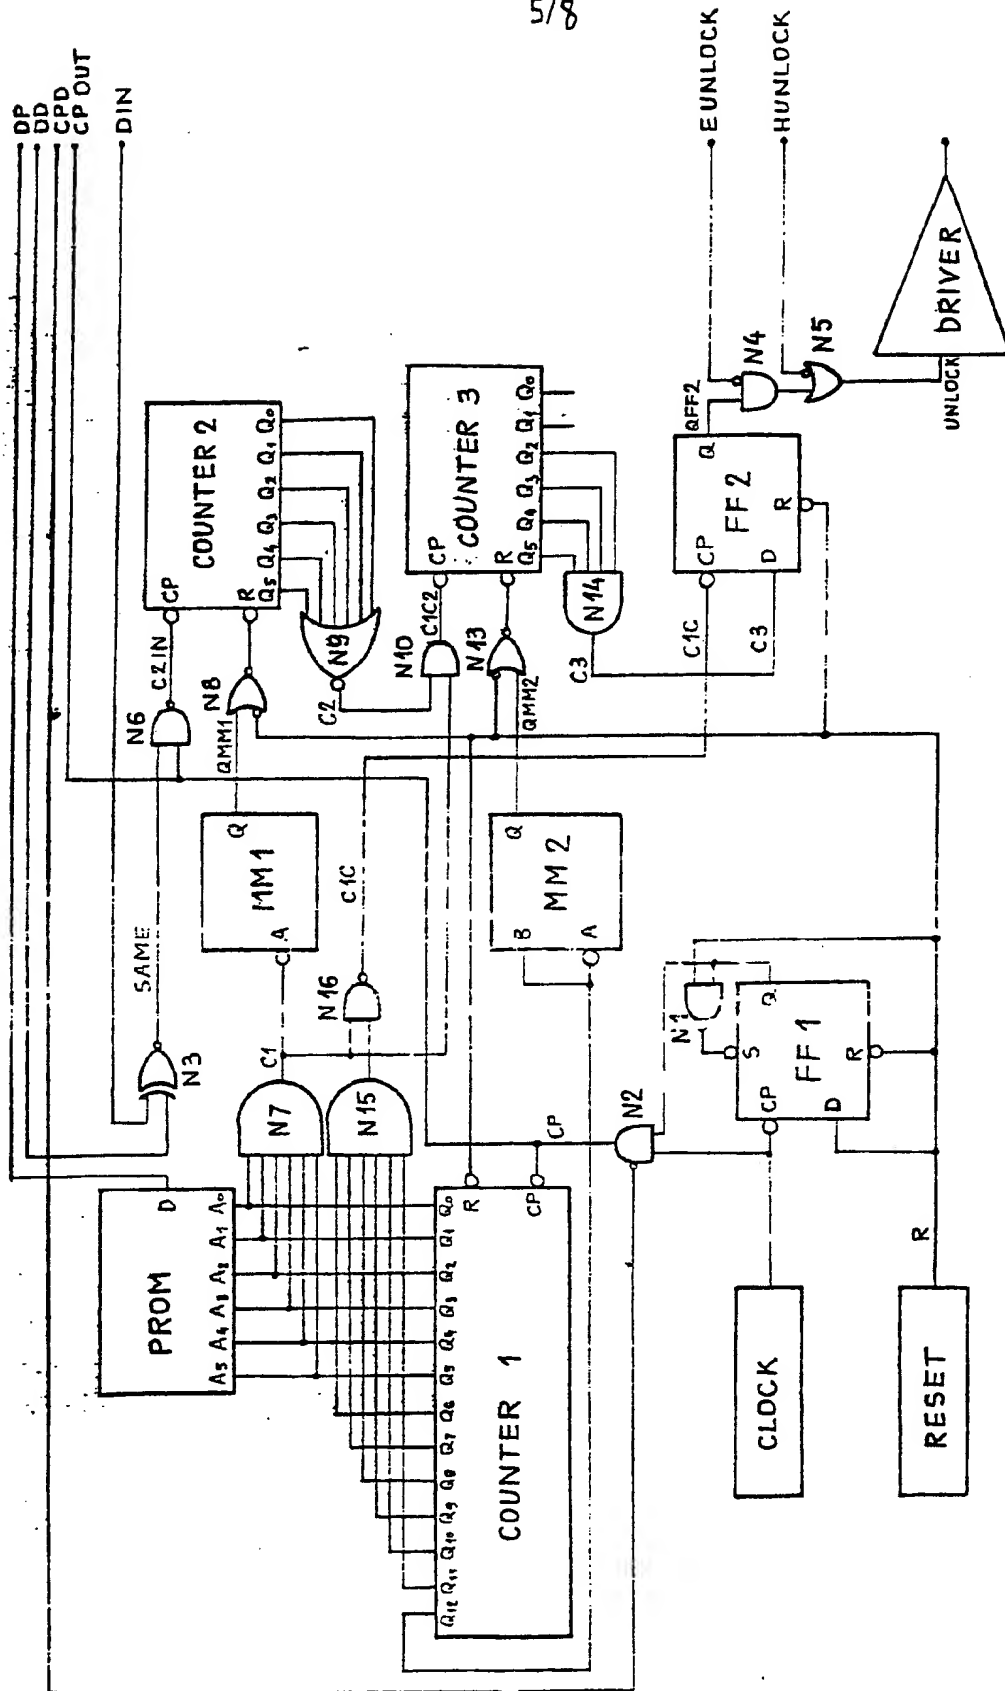 5/8
DP
DD
CPD
CP OUT
DIN
EUNLOCK
HUNLOCK
COUNTER 2
CP
R
Q5 Q4 Q3 Q2 Q1 Q0
N9
C2
N6
C2IN
N8
QMM1
SAME
N3
MM1
Q
A
C1
C1C
N16
N7
N15
PROM
D
A5 A4 A3 A2 A1 A0
COUNTER 3
CP
R
Q5 Q4 Q3 Q2 Q1 Q0
N10
C1C2
N13
QMM2
N14
C3
MM2
Q
B
A
COUNTER 1
Q12 Q11 Q10 Q9 Q8 Q7 Q6 Q5 Q4 Q3 Q2 Q1 Q0
R
CP
CP
N2
FF2
Q
CP
D
R
QFF2
C1C
C3
N4
N5
UNLOCK
DRIVER
N1
FF1
S
Q
CP
D
R
CLOCK
RESET
R